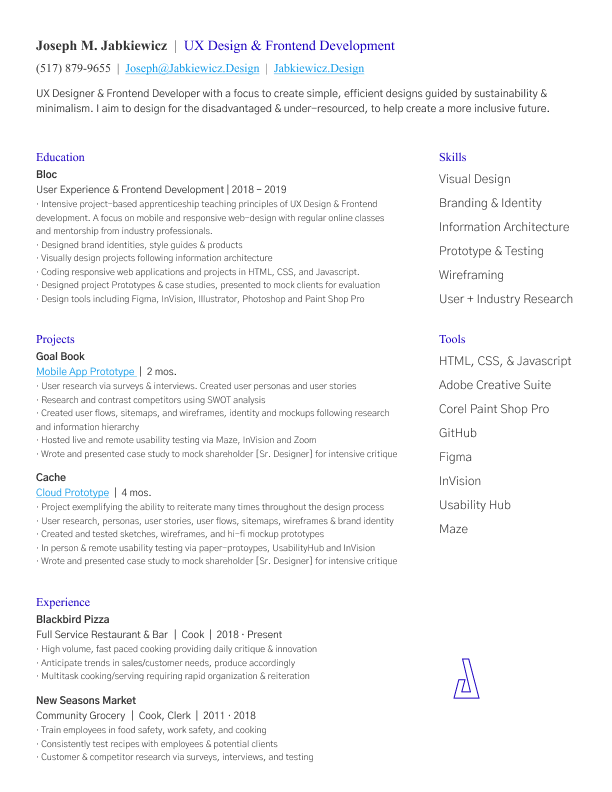 Joseph M. Jabkiewicz | UX Design & Frontend Development
(517) 879-9655 | Joseph@Jabkiewicz.Design | Jabkiewicz.Design
UX Designer & Frontend Developer with a focus to create simple, efficient designs guided by sustainability &
minimalism. I aim to design for the disadvantaged & under-resourced, to help create a more inclusive future.
Education
Bloc
User Experience & Frontend Development | 2018 - 2019
· Intensive project-based apprenticeship teaching principles of UX Design & Frontend
development. A focus on mobile and responsive web-design with regular online classes
and mentorship from industry professionals.
· Designed brand identities, style guides & products
· Visually design projects following information architecture
· Coding responsive web applications and projects in HTML, CSS, and Javascript.
· Designed project Prototypes & case studies, presented to mock clients for evaluation
· Design tools including Figma, InVision, Illustrator, Photoshop and Paint Shop Pro
Skills
Visual Design
Branding & Identity
Information Architecture
Prototype & Testing
Wireframing
User + Industry Research
Projects
Goal Book
Mobile App Prototype | 2 mos.
· User research via surveys & interviews. Created user personas and user stories
· Research and contrast competitors using SWOT analysis
· Created user flows, sitemaps, and wireframes, identity and mockups following research
and information hierarchy
· Hosted live and remote usability testing via Maze, InVision and Zoom
· Wrote and presented case study to mock shareholder [Sr. Designer] for intensive critique
Cache
Cloud Prototype | 4 mos.
· Project exemplifying the ability to reiterate many times throughout the design process
· User research, personas, user stories, user flows, sitemaps, wireframes & brand identity
· Created and tested sketches, wireframes, and hi-fi mockup prototypes
· In person & remote usability testing via paper-protoypes, UsabilityHub and InVision
· Wrote and presented case study to mock shareholder [Sr. Designer] for intensive critique
Tools
HTML, CSS, & Javascript
Adobe Creative Suite
Corel Paint Shop Pro
GitHub
Figma
InVision
Usability Hub
Maze
Experience
Blackbird Pizza
Full Service Restaurant & Bar | Cook | 2018 · Present
· High volume, fast paced cooking providing daily critique & innovation
· Anticipate trends in sales/customer needs, produce accordingly
· Multitask cooking/serving requiring rapid organization & reiteration
New Seasons Market
Community Grocery | Cook, Clerk | 2011 · 2018
· Train employees in food safety, work safety, and cooking
· Consistently test recipes with employees & potential clients
· Customer & competitor research via surveys, interviews, and testing